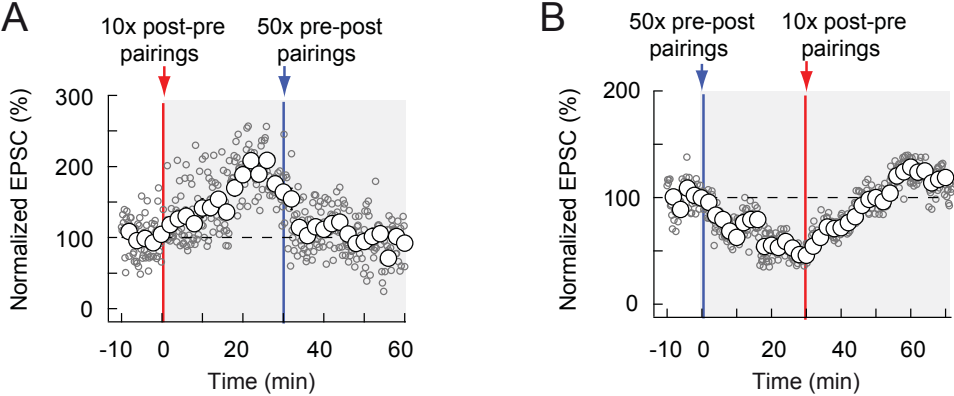 A
10x post-pre
pairings
50x pre-post
pairings
Normalized EPSC (%)
300
200
100
0
-10 0 20 40 60
Time (min)
B
50x pre-post
pairings
10x post-pre
pairings
Normalized EPSC (%)
200
100
0
-10 0 20 40 60
Time (min)